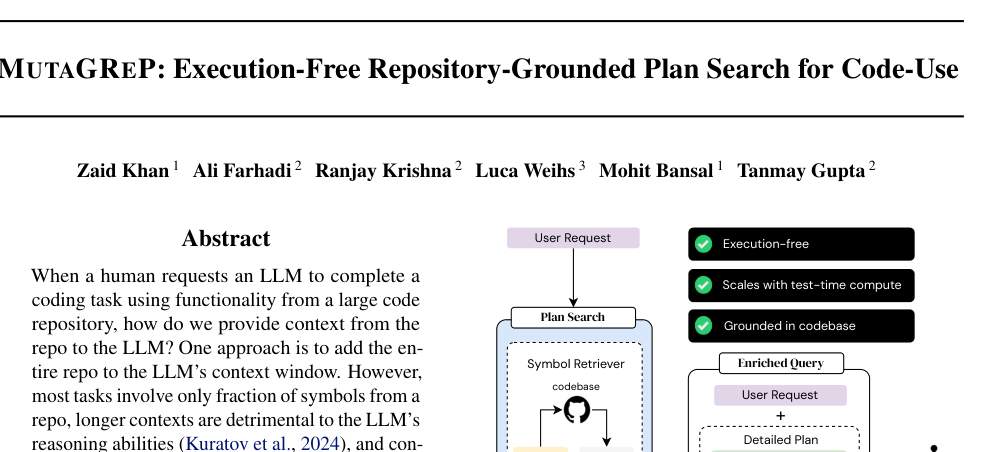 MUTAGREP: Execution-Free Repository-Grounded Plan Search for Code-Use
Zaid Khan 1 Ali Farhadi 2 Ranjay Krishna 2 Luca Weihs 3 Mohit Bansal 1 Tanmay Gupta 2
Abstract
When a human requests an LLM to complete a
coding task using functionality from a large code
repository, how do we provide context from the
repo to the LLM? One approach is to add the en-
tire repo to the LLM's context window. However,
most tasks involve only fraction of symbols from a
repo, longer contexts are detrimental to the LLM's
reasoning abilities (Kuratov et al., 2024), and con-
User Request
Plan Search
Symbol Retriever
codebase
Execution-free
Scales with test-time compute
Grounded in codebase
Enriched Query
User Request
+
Detailed Plan